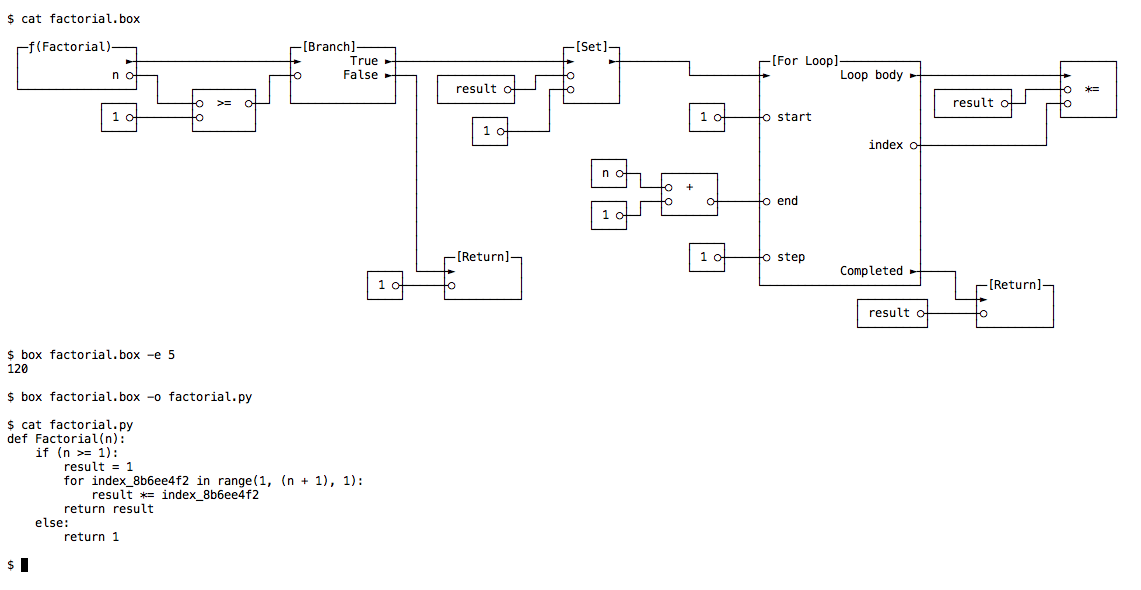 $ cat factorial.box
ƒ(Factorial) [Branch] [Set]
True [For Loop]
n False Loop body
result *=
>= result
1 1 start
1
index
n
+
1 end
[Return] 1 step
Completed
1 [Return]
result
$ box factorial.box -e 5
120
$ box factorial.box -o factorial.py
$ cat factorial.py
def Factorial(n):
    if (n >= 1):
        result = 1
        for index_8b6ee4f2 in range(1, (n + 1), 1):
            result *= index_8b6ee4f2
        return result
    else:
        return 1
$